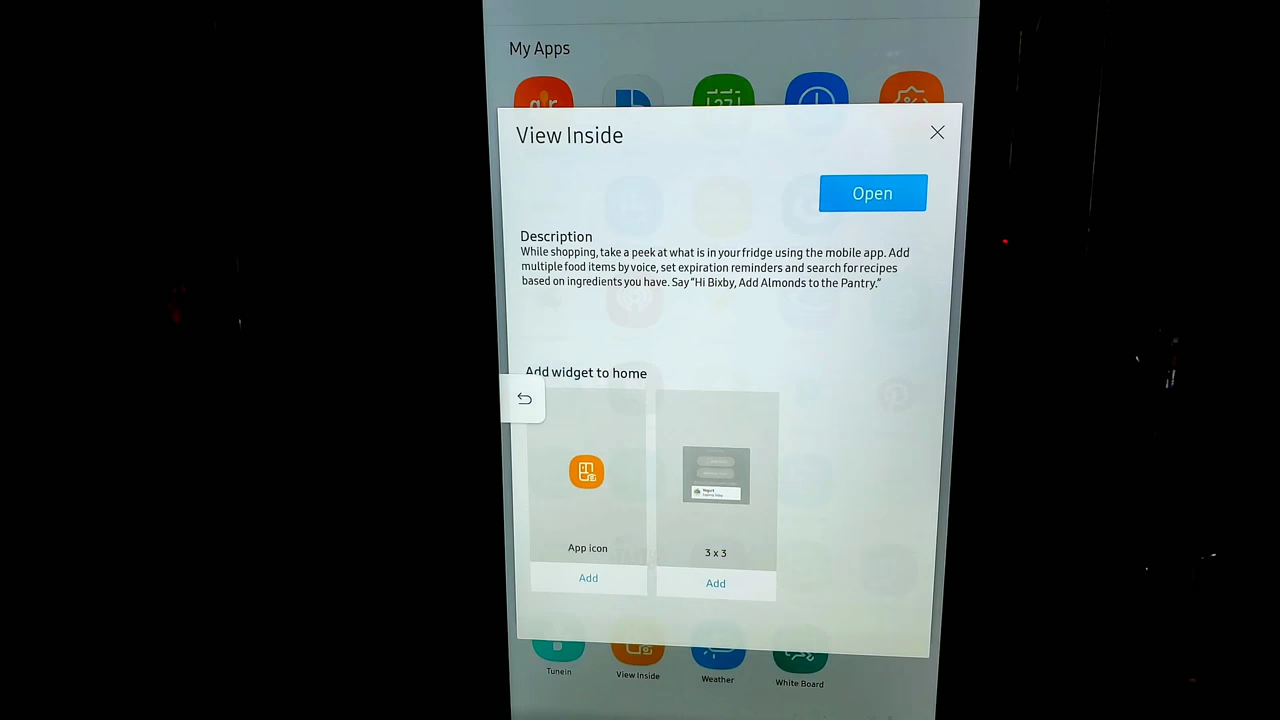 My Apps
View Inside
Open
Description
While shopping, take a peek at what is in your fridge using the mobile app. Add
multiple food items by voice, set expiration reminders and search for recipes
based on ingredients you have. Say “Hi Bixby, Add Almonds to the Pantry.”
Add widget to home
Yogurt
App icon
3 x 3
Add
Add
TuneIn
View Inside
Weather
White Board